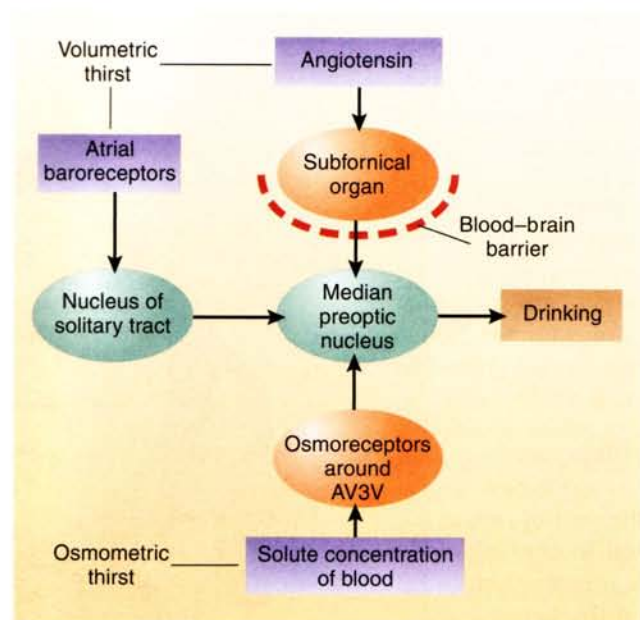 Volumetric
thirst
Angiotensin
Atrial
baroreceptors
Subfornical
organ
Blood–brain
barrier
Nucleus of
solitary tract
Median
preoptic
nucleus
Drinking
Osmoreceptors
around
AV3V
Osmometric
thirst
Solute concentration
of blood